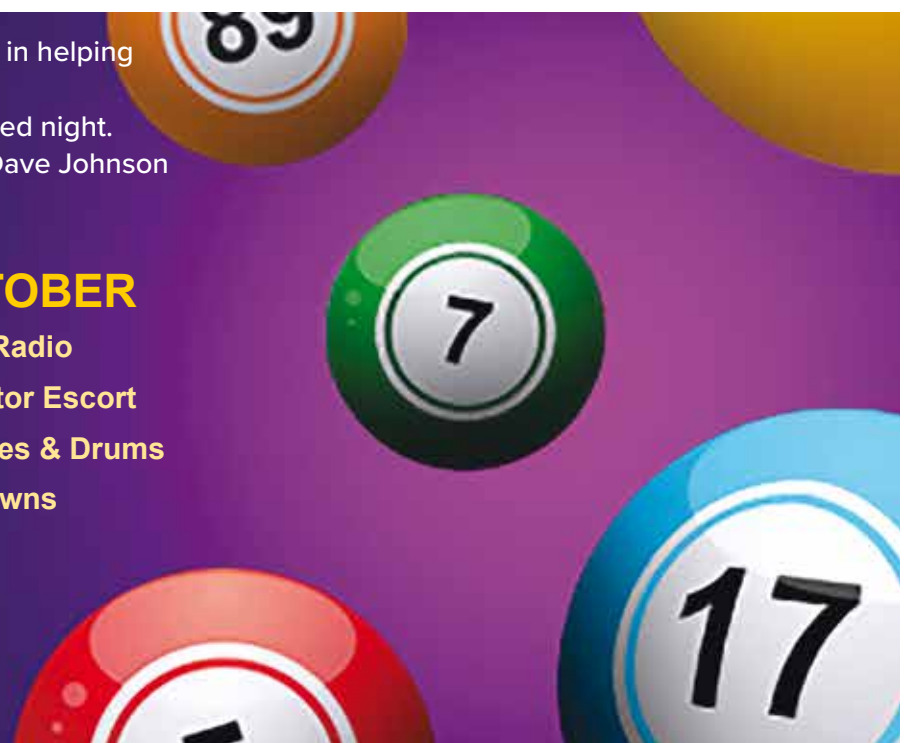 in helping
ed night.
Dave Johnson
TOBER
Radio
tor Escort
es & Drums
wns
89
7
17